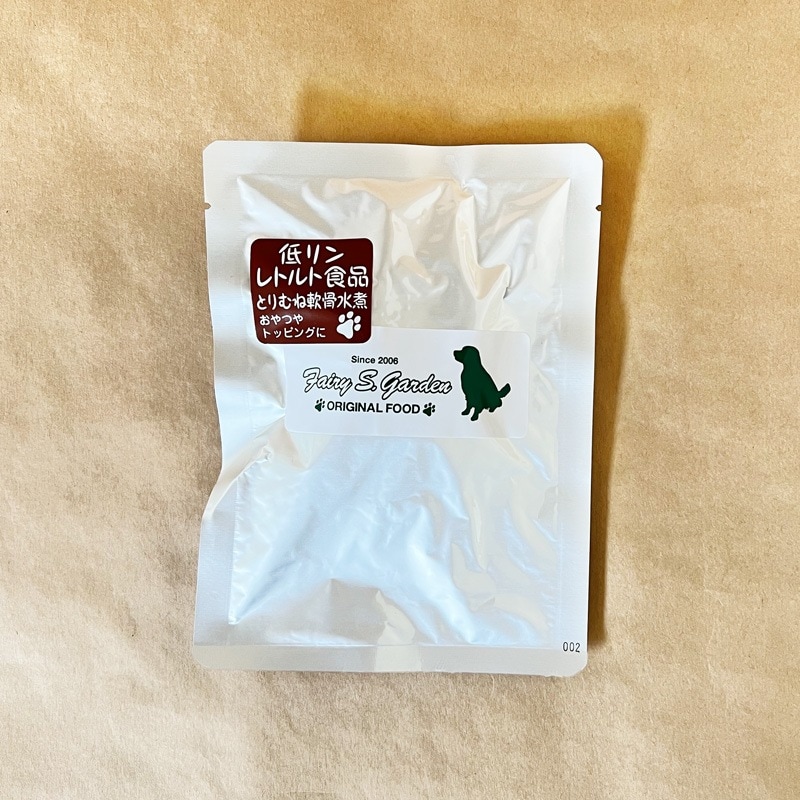 低リン
レトルト食品
とりむね軟骨水煮
おやつや
トッピングに
Since 2006
Fairy S. Garden
ORIGINAL FOOD
002